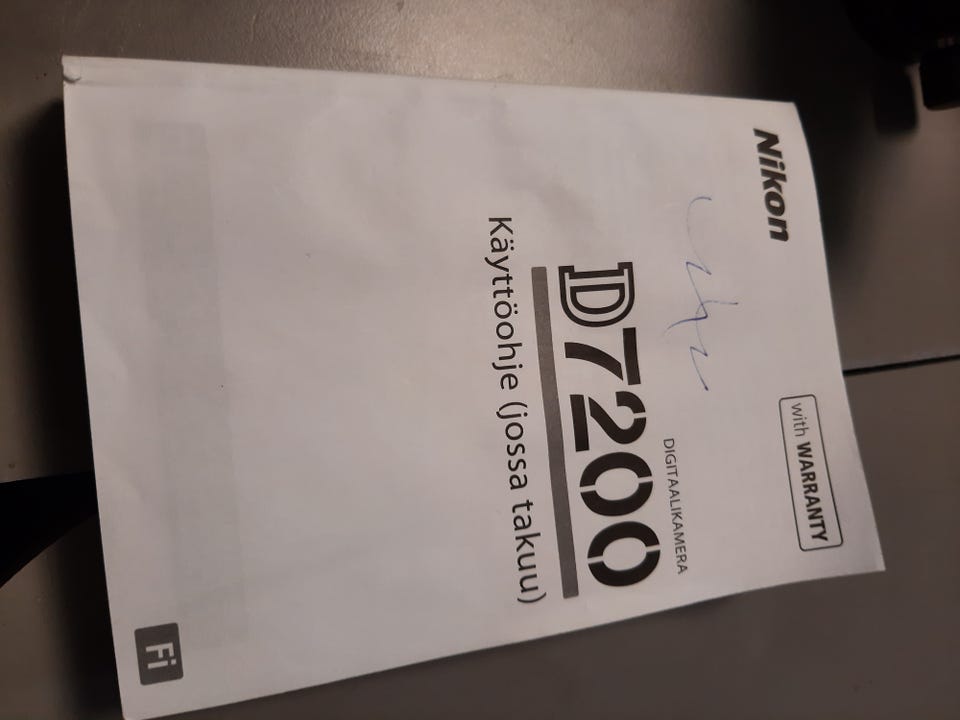 Nikon
with WARRANTY
DIGITAALIKAMERA
D7200
Käyttöohje (jossa takuu)
Fi